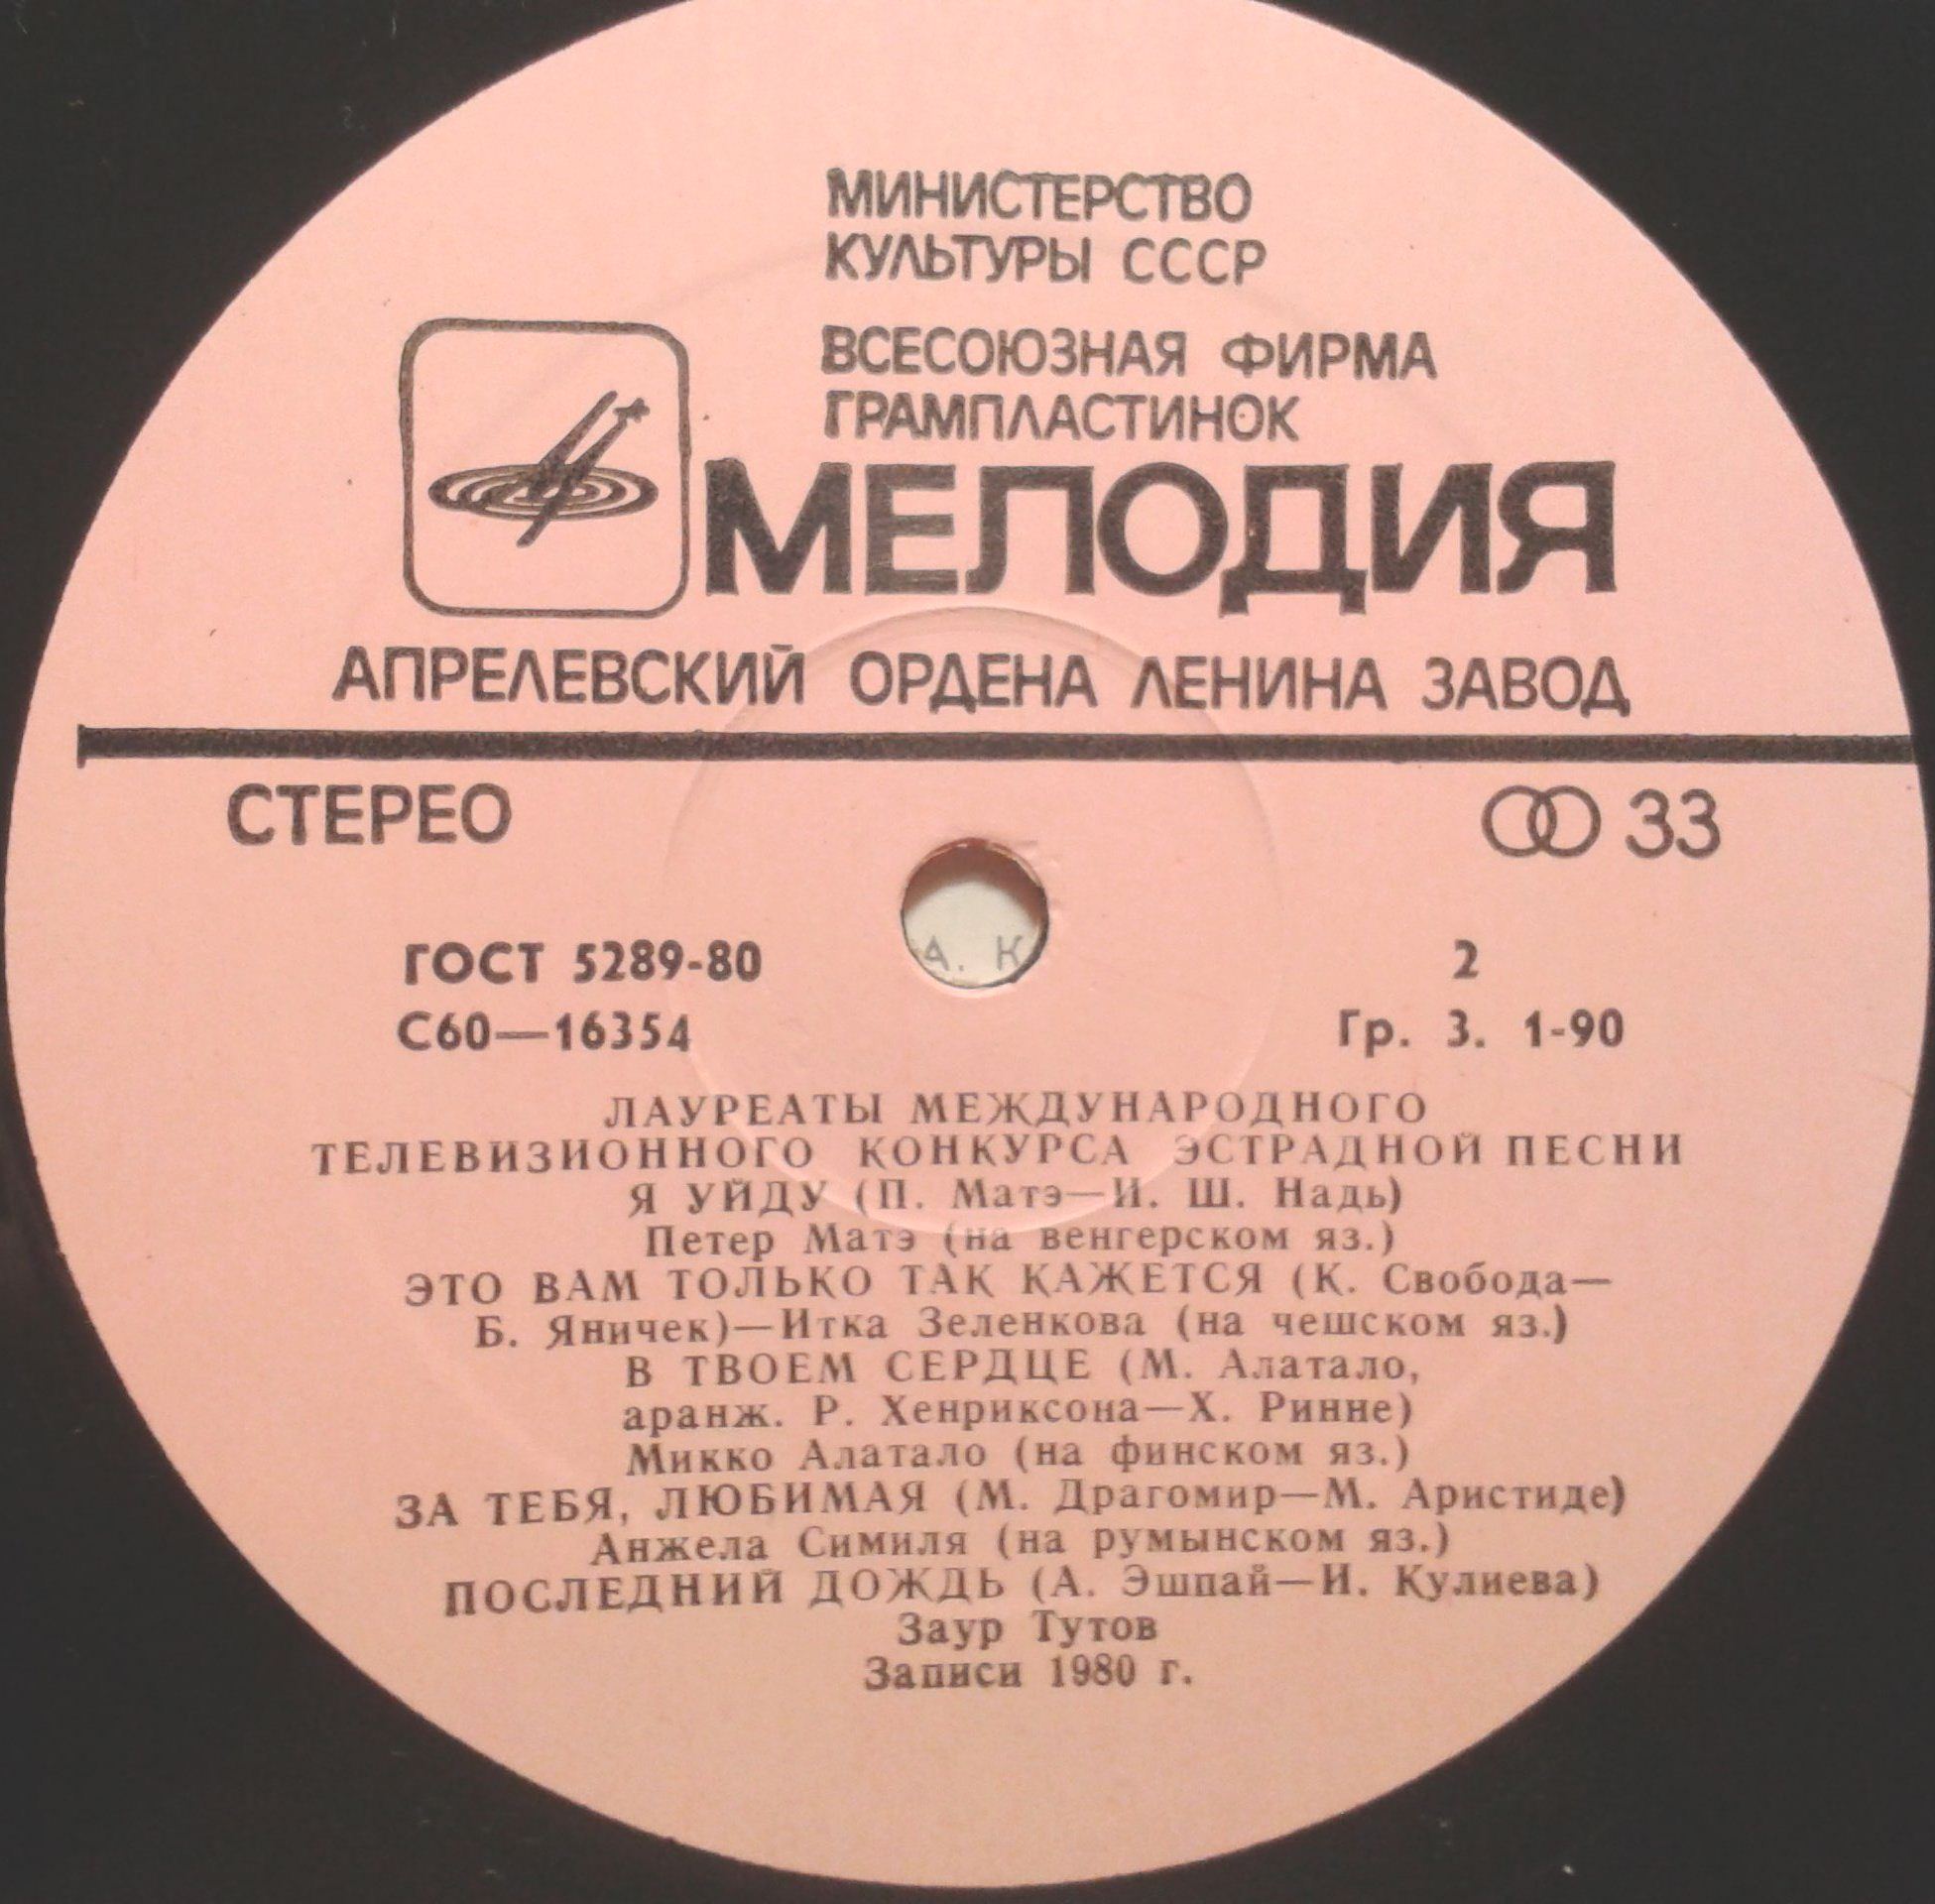 МИНИСТЕРСТВО
КУЛЬТУРЫ СССР
ВСЕСОЮЗНАЯ ФИРМА
ГРАМПЛАСТИНОК
МЕЛОДИЯ
АПРЕЛЕВСКИЙ ОРДЕНА ЛЕНИНА ЗАВОД
СТЕРЕО 33
ГОСТ 5289-80 2
С60—16354 Гр. 3. 1-90
А. К
ЛАУРЕАТЫ МЕЖДУНАРОДНОГО
ТЕЛЕВИЗИОННОГО КОНКУРСА ЭСТРАДНОЙ ПЕСНИ
Я УЙДУ (П. Матэ—И. Ш. Надь)
Петер Матэ (на венгерском яз.)
ЭТО ВАМ ТОЛЬКО ТАК КАЖЕТСЯ (К. Свобода—
Б. Яничек)—Итка Зеленкова (на чешском яз.)
В ТВОЕМ СЕРДЦЕ (М. Алатало,
аранж. Р. Хенриксона—Х. Ринне)
Микко Алатало (на финском яз.)
ЗА ТЕБЯ, ЛЮБИМАЯ (М. Драгомир—М. Аристиде)
Анжела Симиля (на румынском яз.)
ПОСЛЕДНИЙ ДОЖДЬ (А. Эшпай—И. Кулиева)
Заур Тутов
Записи 1980 г.